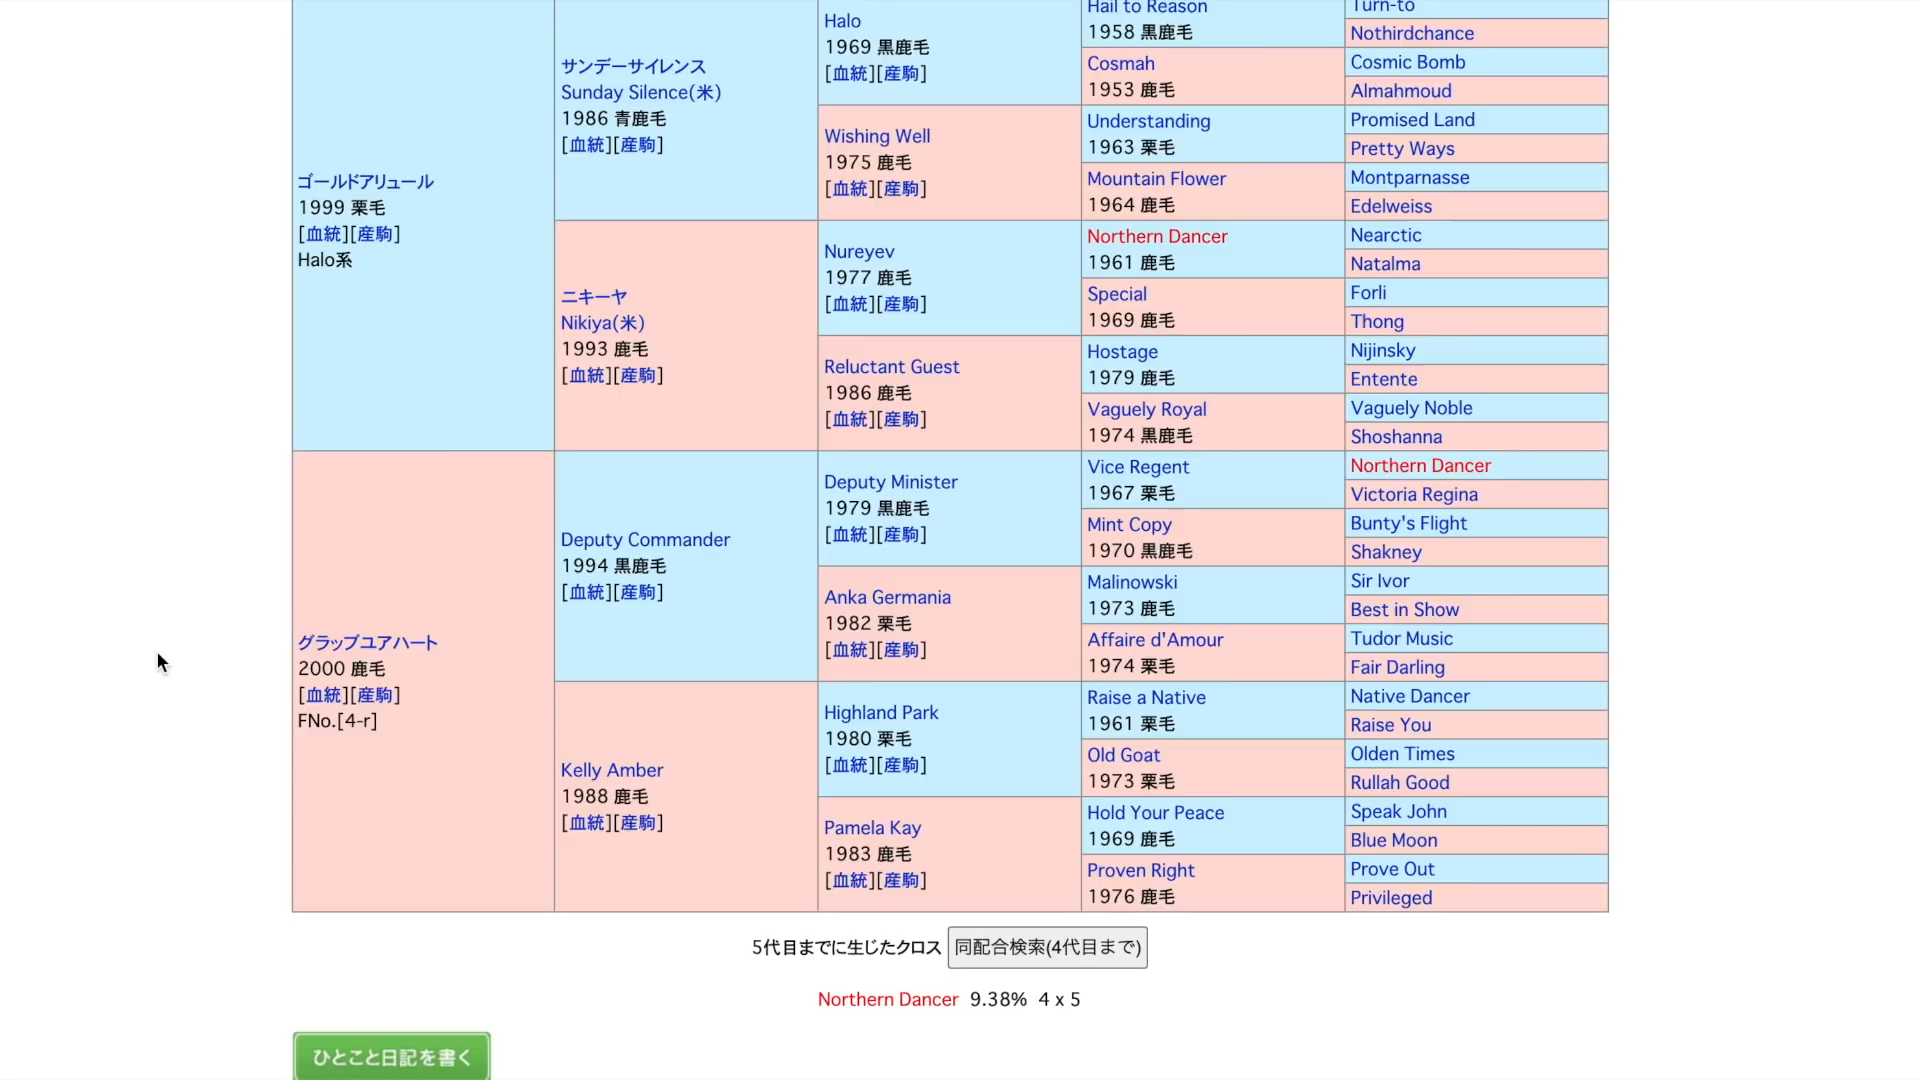 ゴールドアリュール
1999 栗毛
[血統][産駒]
Halo系
サンデーサイレンス
Sunday Silence(米)
1986 青鹿毛
[血統][産駒]
Halo
1969 黒鹿毛
[血統][産駒]
Hail to Reason
1958 黒鹿毛
Turn-to
Nothirdchance
Cosmah
1953 鹿毛
Cosmic Bomb
Almahmoud
Wishing Well
1975 鹿毛
[血統][産駒]
Understanding
1963 栗毛
Promised Land
Pretty Ways
Mountain Flower
1964 鹿毛
Montparnasse
Edelweiss
ニキーヤ
Nikiya(米)
1993 鹿毛
[血統][産駒]
Nureyev
1977 鹿毛
[血統][産駒]
Northern Dancer
1961 鹿毛
Nearctic
Natalma
Special
1969 鹿毛
Forli
Thong
Reluctant Guest
1986 鹿毛
[血統][産駒]
Hostage
1979 鹿毛
Nijinsky
Entente
Vaguely Royal
1974 黒鹿毛
Vaguely Noble
Shoshanna
グラッブユアハート
2000 鹿毛
[血統][産駒]
FNo.[4-r]
Deputy Commander
1994 黒鹿毛
[血統][産駒]
Deputy Minister
1979 黒鹿毛
[血統][産駒]
Vice Regent
1967 栗毛
Northern Dancer
Victoria Regina
Mint Copy
1970 黒鹿毛
Bunty's Flight
Shakney
Anka Germania
1982 栗毛
[血統][産駒]
Malinowski
1973 鹿毛
Sir Ivor
Best in Show
Affaire d'Amour
1974 栗毛
Tudor Music
Fair Darling
Kelly Amber
1988 鹿毛
[血統][産駒]
Highland Park
1980 栗毛
[血統][産駒]
Raise a Native
1961 栗毛
Native Dancer
Raise You
Old Goat
1973 栗毛
Olden Times
Rullah Good
Pamela Kay
1983 鹿毛
[血統][産駒]
Hold Your Peace
1969 鹿毛
Speak John
Blue Moon
Proven Right
1976 鹿毛
Prove Out
Privileged
5代目までに生じたクロス 同配合検索(4代目まで)
Northern Dancer 9.38% 4 x 5
ひとこと日記を書く